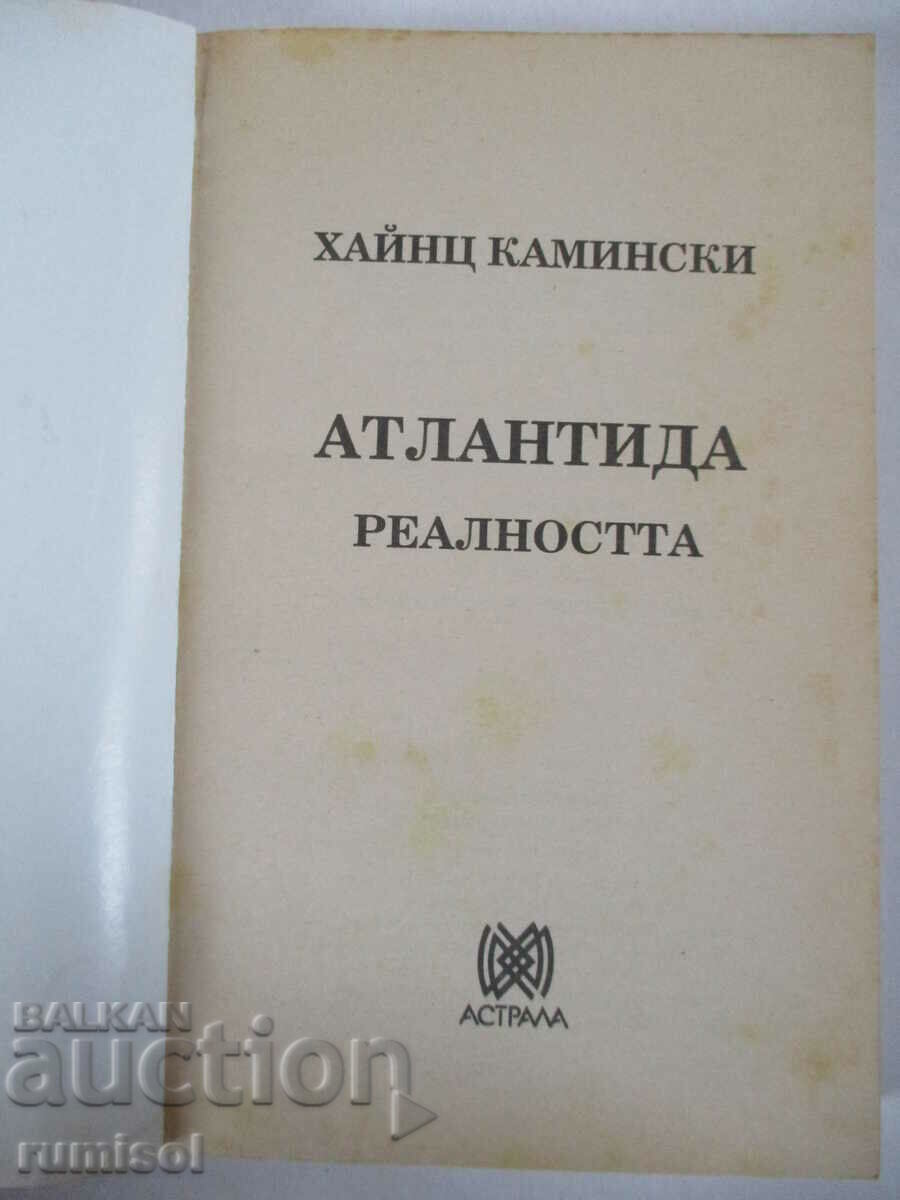 ХАЙНЦ КАМИНСКИ
АТЛАНТИДА
РЕАЛНОСТТА
АСТРАЛА
BALKAN
auction
rumisol